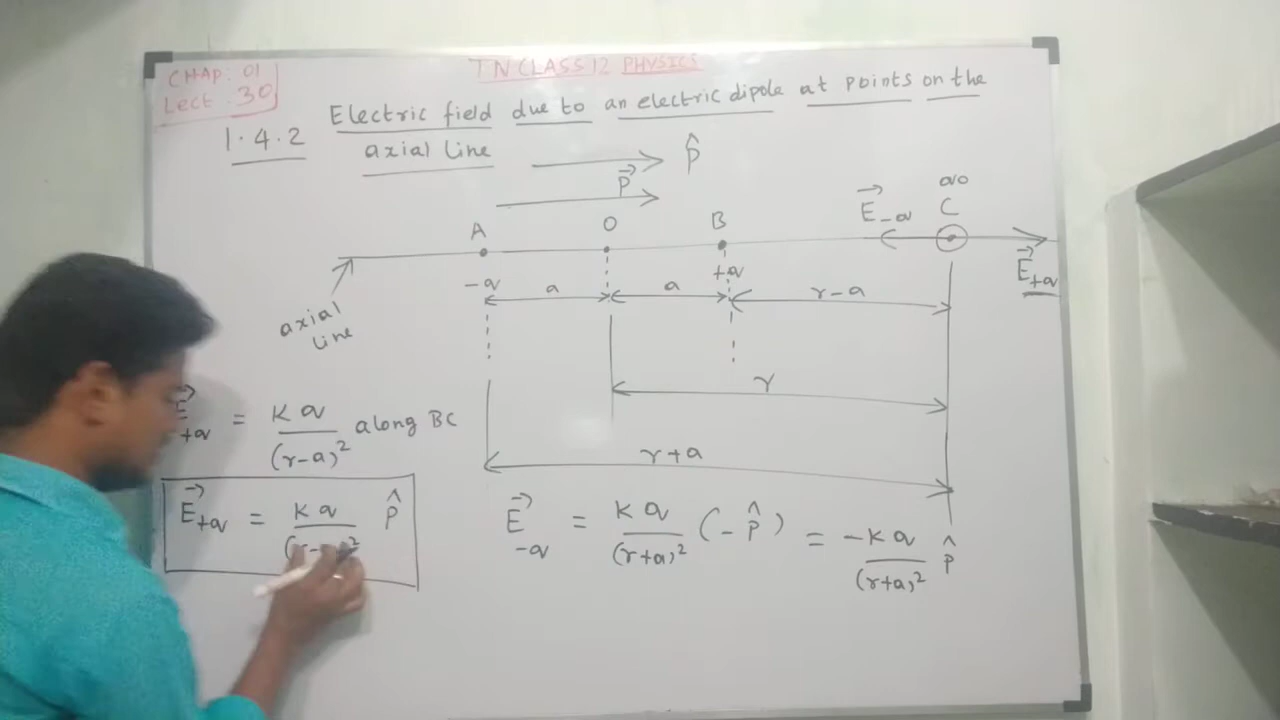 CHAP: 01
Lect: 30
TN CLASS 12 PHYSICS
1.4.2 Electric field due to an electric dipole at points on the
axial line
p̂
p⃗
A O B C
-q +q
E⃗-q
E⃗+q
a a r-a
axial
line
r
r+a
E⃗+q = Kq/(r-a)² along BC
E⃗+q = Kq/(r-a)² p̂
E⃗-q = Kq/(r+a)² (-p̂) = -Kq/(r+a)² p̂